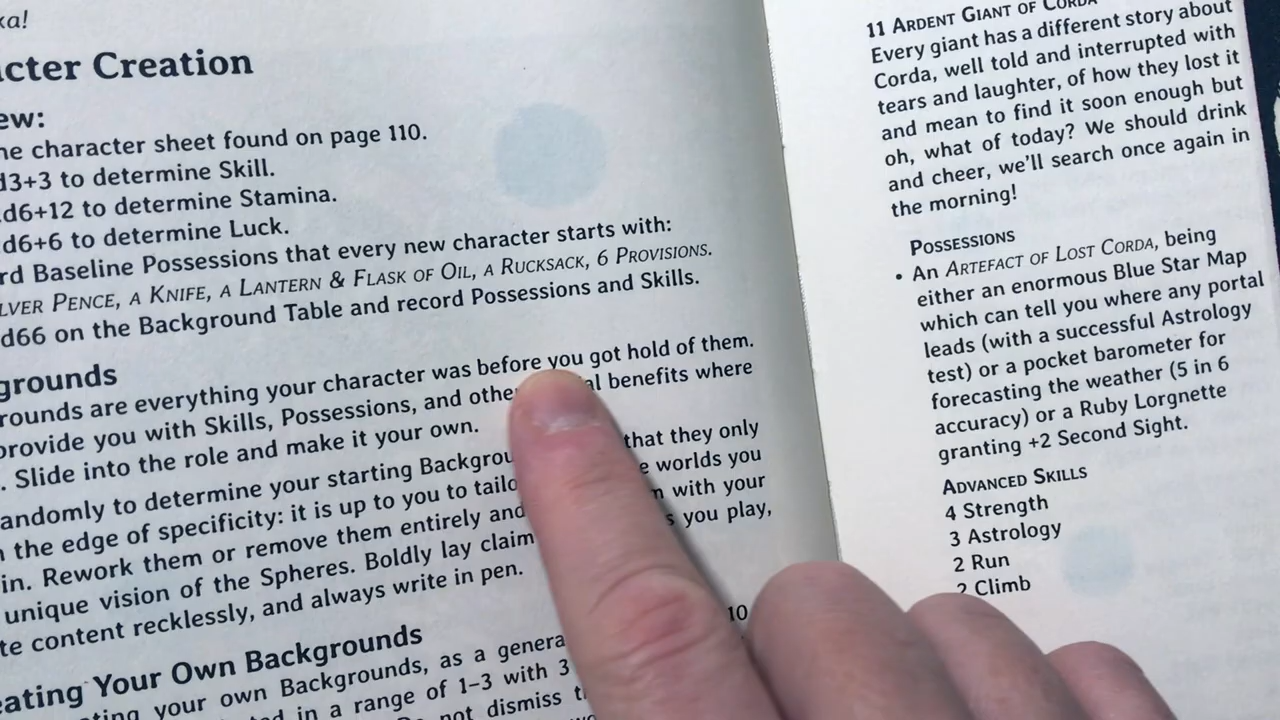 ka!
cter Creation
ew:
he character sheet found on page 110.
d3+3 to determine Skill.
d6+12 to determine Stamina.
d6+6 to determine Luck.
rd Baseline Possessions that every new character starts with:
LVER PENCE, A KNIFE, A LANTERN & FLASK OF OIL, A RUCKSACK, 6 PROVISIONS.
d66 on the Background Table and record Possessions and Skills.
grounds
rounds are everything your character was before you got hold of them.
provide you with Skills, Possessions, and othe al benefits where
. Slide into the role and make it your own.
andomly to determine your starting Backgrou that they only
n the edge of specificity: it is up to you to tailo e worlds you
in. Rework them or remove them entirely and m with your
unique vision of the Spheres. Boldly lay claim s you play,
te content recklessly, and always write in pen.
10
eating Your Own Backgrounds
ting your own Backgrounds, as a genera
ed in a range of 1–3 with 3
not dismiss t
11 ARDENT GIANT OF CORDA
Every giant has a different story about
Corda, well told and interrupted with
tears and laughter, of how they lost it
and mean to find it soon enough but
oh, what of today? We should drink
and cheer, we'll search once again in
the morning!
POSSESSIONS
• An ARTEFACT OF LOST CORDA, being
either an enormous Blue Star Map
which can tell you where any portal
leads (with a successful Astrology
test) or a pocket barometer for
forecasting the weather (5 in 6
accuracy) or a Ruby Lorgnette
granting +2 Second Sight.
ADVANCED SKILLS
4 Strength
3 Astrology
2 Run
2 Climb